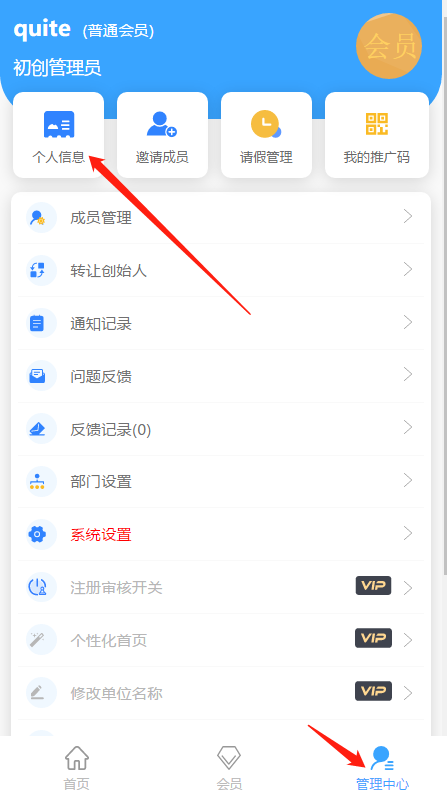 quite (普通会员)
会员
初创管理员
个人信息 邀请成员 请假管理 我的推广码
成员管理
转让创始人
通知记录
问题反馈
反馈记录(0)
部门设置
系统设置
注册审核开关 VIP
个性化首页 VIP
修改单位名称 VIP
首页 会员 管理中心